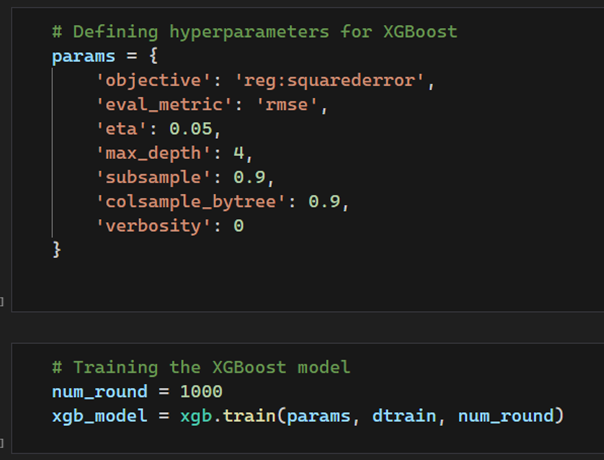 # Defining hyperparameters for XGBoost
params = {
    'objective': 'reg:squarederror',
    'eval_metric': 'rmse',
    'eta': 0.05,
    'max_depth': 4,
    'subsample': 0.9,
    'colsample_bytree': 0.9,
    'verbosity': 0
}
]
# Training the XGBoost model
num_round = 1000
xgb_model = xgb.train(params, dtrain, num_round)
]